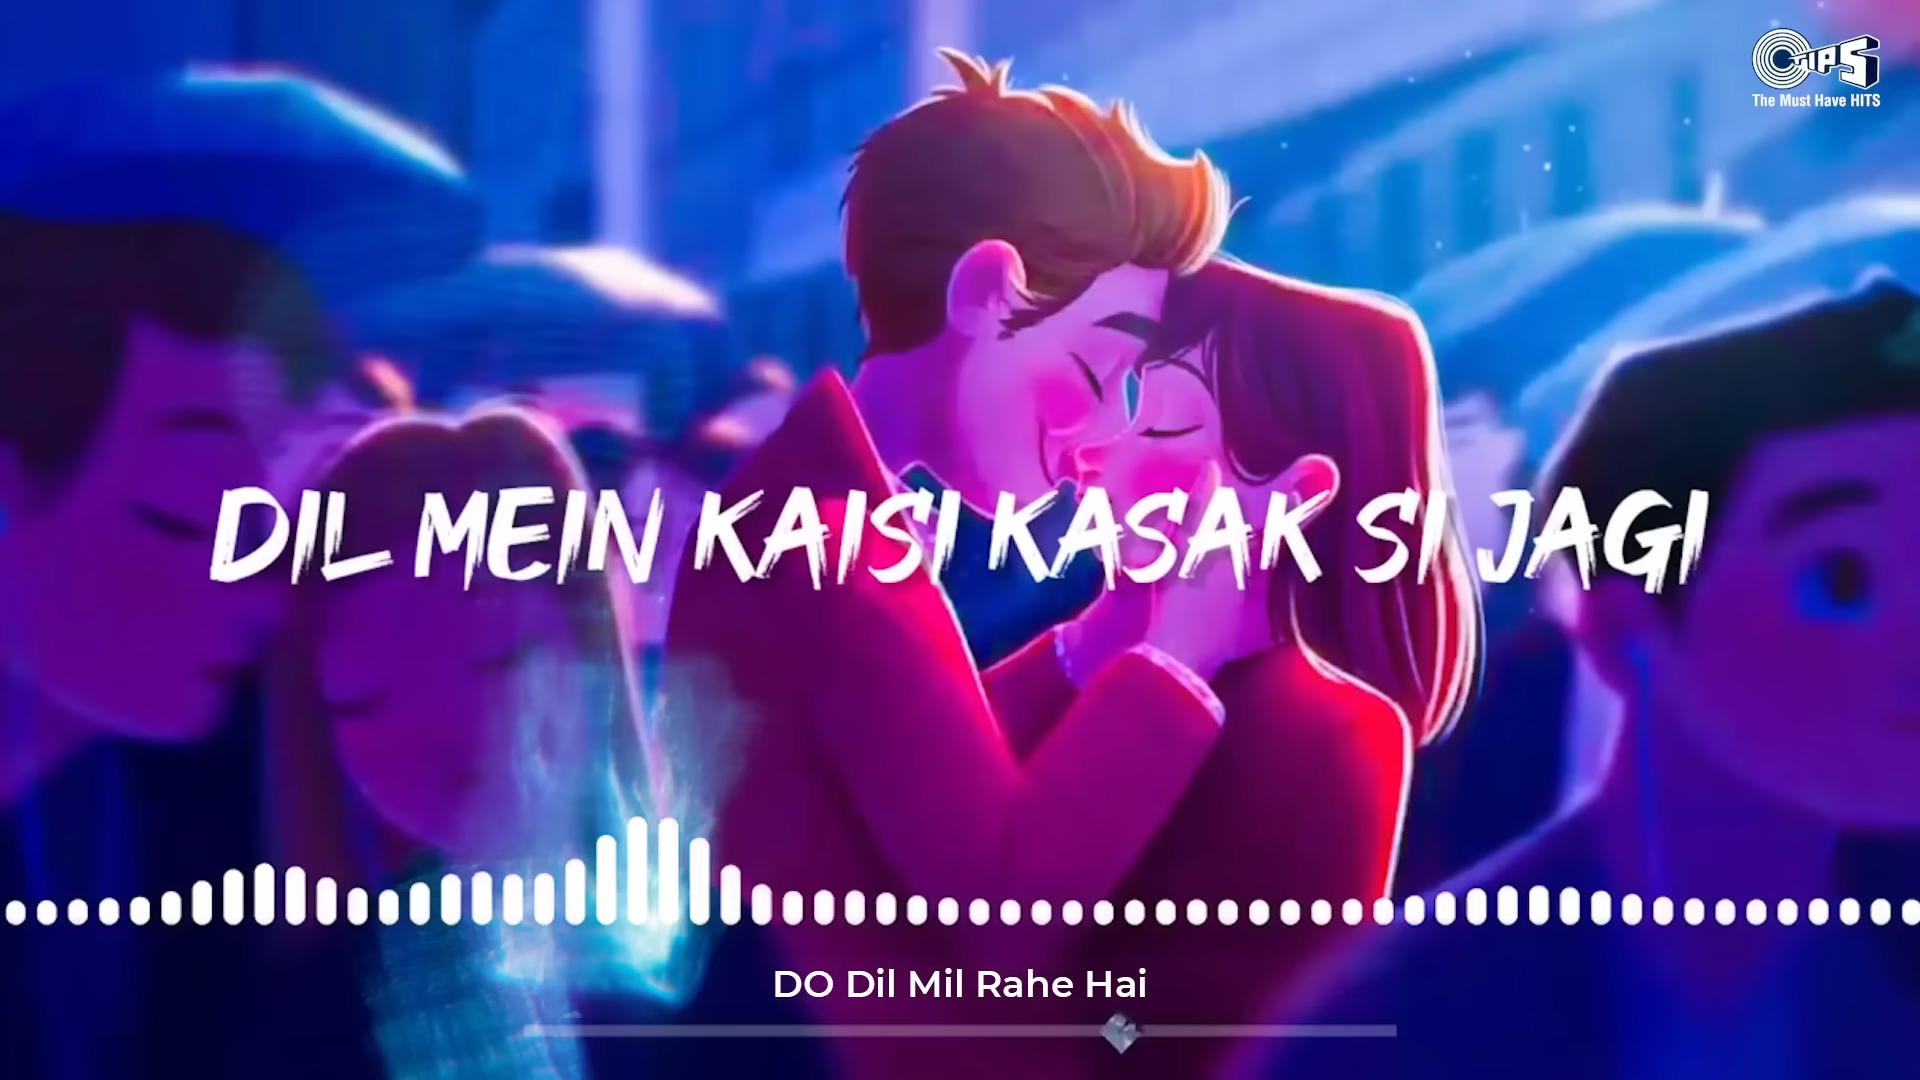 TIPS
The Must Have HITS
DIL MEIN KAISI KASAK SI JAGI
DO Dil Mil Rahe Hai